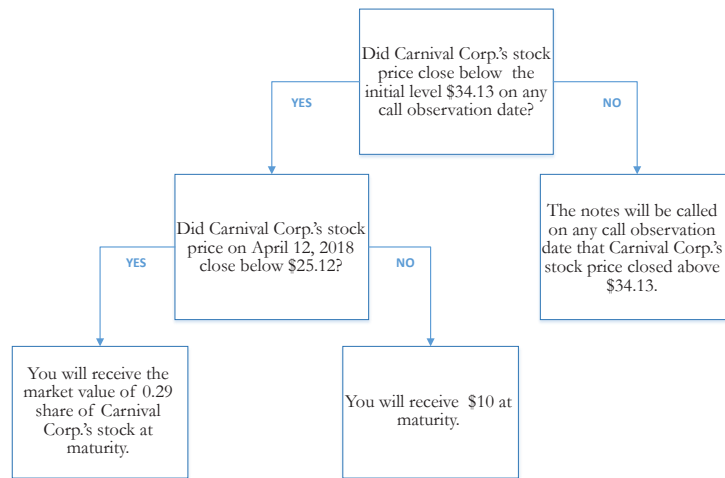 Did Carnival Corp.'s stock
price close below the
initial level $34.13 on any
call observation date?
YES
NO
Did Carnival Corp.'s stock
price on April 12, 2018
close below $25.12?
The notes will be called
on any call observation
date that Carnival Corp.'s
stock price closed above
$34.13.
YES
NO
You will receive the
market value of 0.29
share of Carnival
Corp.'s stock at
maturity.
You will receive $10 at
maturity.